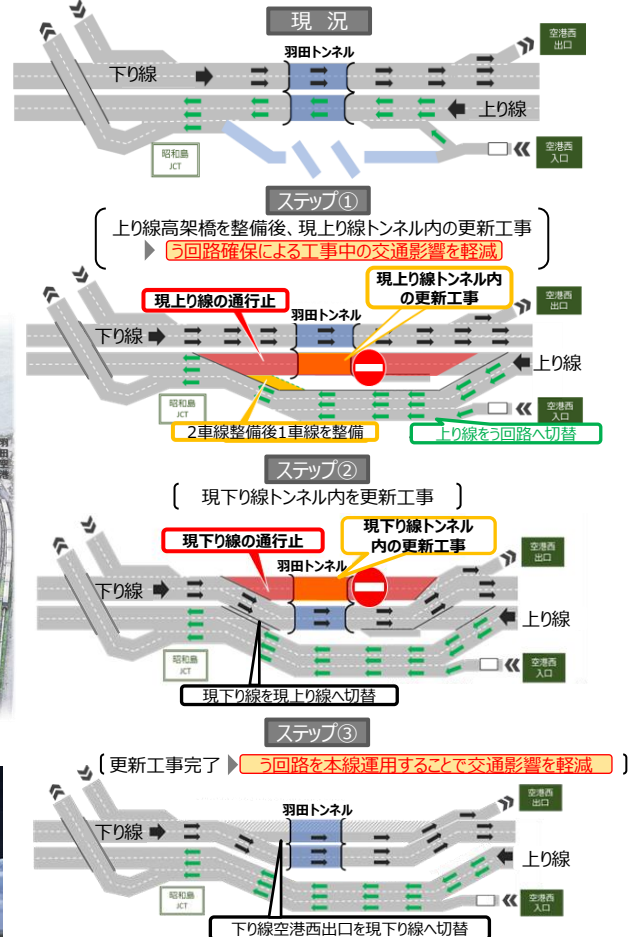 現 況
空港西
出口
羽田トンネル
下り線
上り線
昭和島
JCT
空港西
入口
ステップ①
上り線高架橋を整備後、現上り線トンネル内の更新工事
う回路確保による工事中の交通影響を軽減
現上り線の通行止
現上り線トンネル内
の更新工事
空港西
出口
羽田トンネル
下り線
上り線
昭和島
JCT
空港西
入口
2車線整備後1車線を整備
上り線をう回路へ切替
羽田空港
ステップ②
現下り線トンネル内を更新工事
現下り線の通行止
現下り線トンネル
内の更新工事
空港西
出口
羽田トンネル
下り線
上り線
昭和島
JCT
空港西
入口
現下り線を現上り線へ切替
ステップ③
更新工事完了
う回路を本線運用することで交通影響を軽減
空港西
出口
羽田トンネル
下り線
上り線
昭和島
JCT
空港西
入口
下り線空港西出口を現下り線へ切替